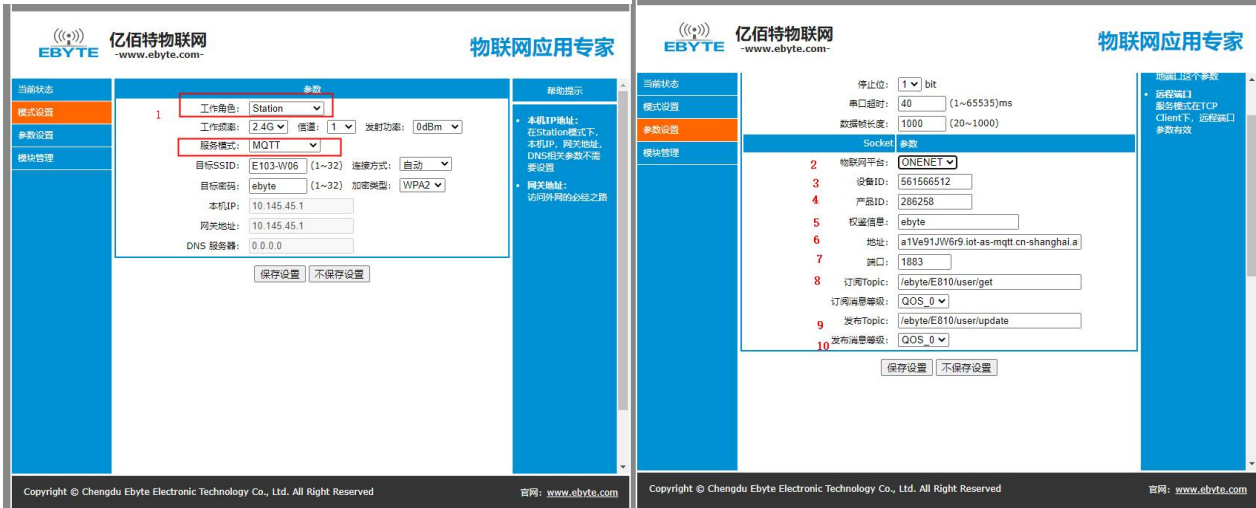 EBYTE 亿佰特物联网
-www.ebyte.com-
物联网应用专家
当前状态
模式设置
参数设置
模块管理
参数
1
工作角色: Station
工作频率: 2.4G 信道: 1 发射功率: 0dBm
服务模式: MQTT
目标SSID: E103-W06 (1~32) 连接方式: 自动
目标密码: ebyte (1~32) 加密类型: WPA2
本机IP: 10.145.45.1
网关地址: 10.145.45.1
DNS 服务器: 0.0.0.0
保存设置 不保存设置
帮助提示
本机IP地址:
在Station模式下,
本机IP, 网关地址,
DNS相关参数不需
要设置
网关地址:
访问外网的必经之路
Copyright © Chengdu Ebyte Electronic Technology Co., Ltd. All Right Reserved
官网: www.ebyte.com
EBYTE 亿佰特物联网
-www.ebyte.com-
物联网应用专家
当前状态
模式设置
参数设置
模块管理
停止位: 1 bit
串口超时: 40 (1~65535)ms
数据帧长度: 1000 (20~1000)
Socket 参数
2 物联网平台: ONENET
3 设备ID: 561566512
4 产品ID: 286258
5 权鉴信息: ebyte
6 地址: a1Ve91JW6r9.iot-as-mqtt.cn-shanghai.a
7 端口: 1883
8 订阅Topic: /ebyte/E810/user/get
订阅消息等级: QOS_0
9 发布Topic: /ebyte/E810/user/update
10 发布消息等级: QOS_0
保存设置 不保存设置
地端口这个参数
远程端口
服务模式在TCP
Client下, 远程端口
参数有效
Copyright © Chengdu Ebyte Electronic Technology Co., Ltd. All Right Reserved
官网: www.ebyte.com